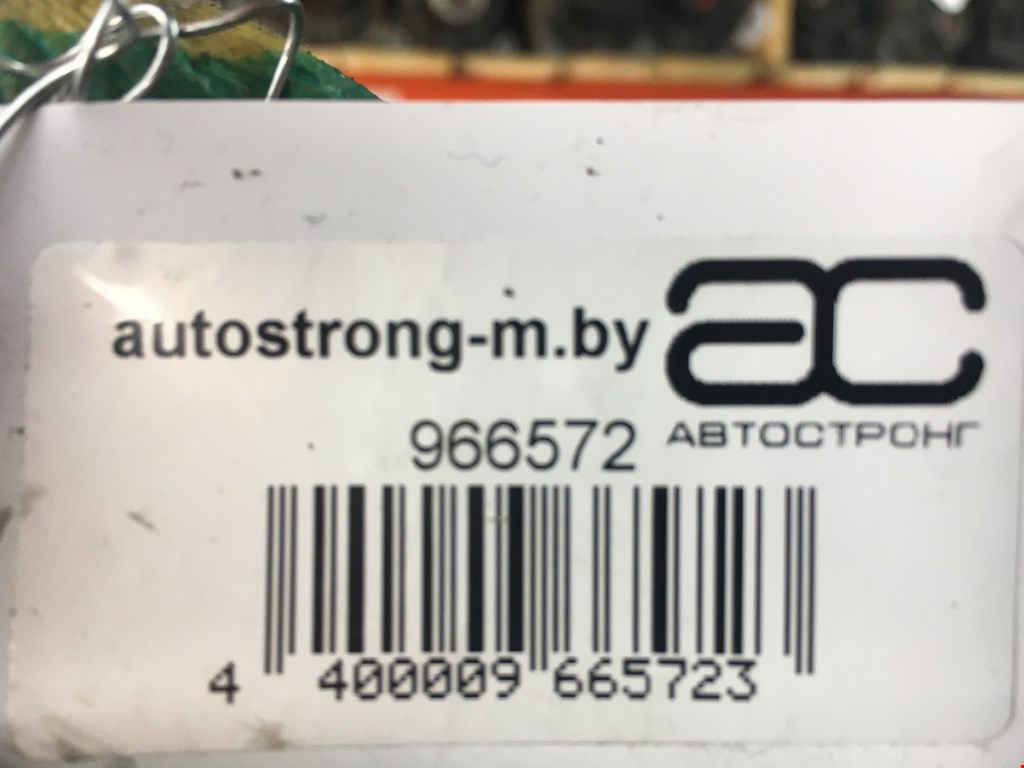 autostrong-m.by
ac
АВТОСТРОНГ
966572
4 400009 665723